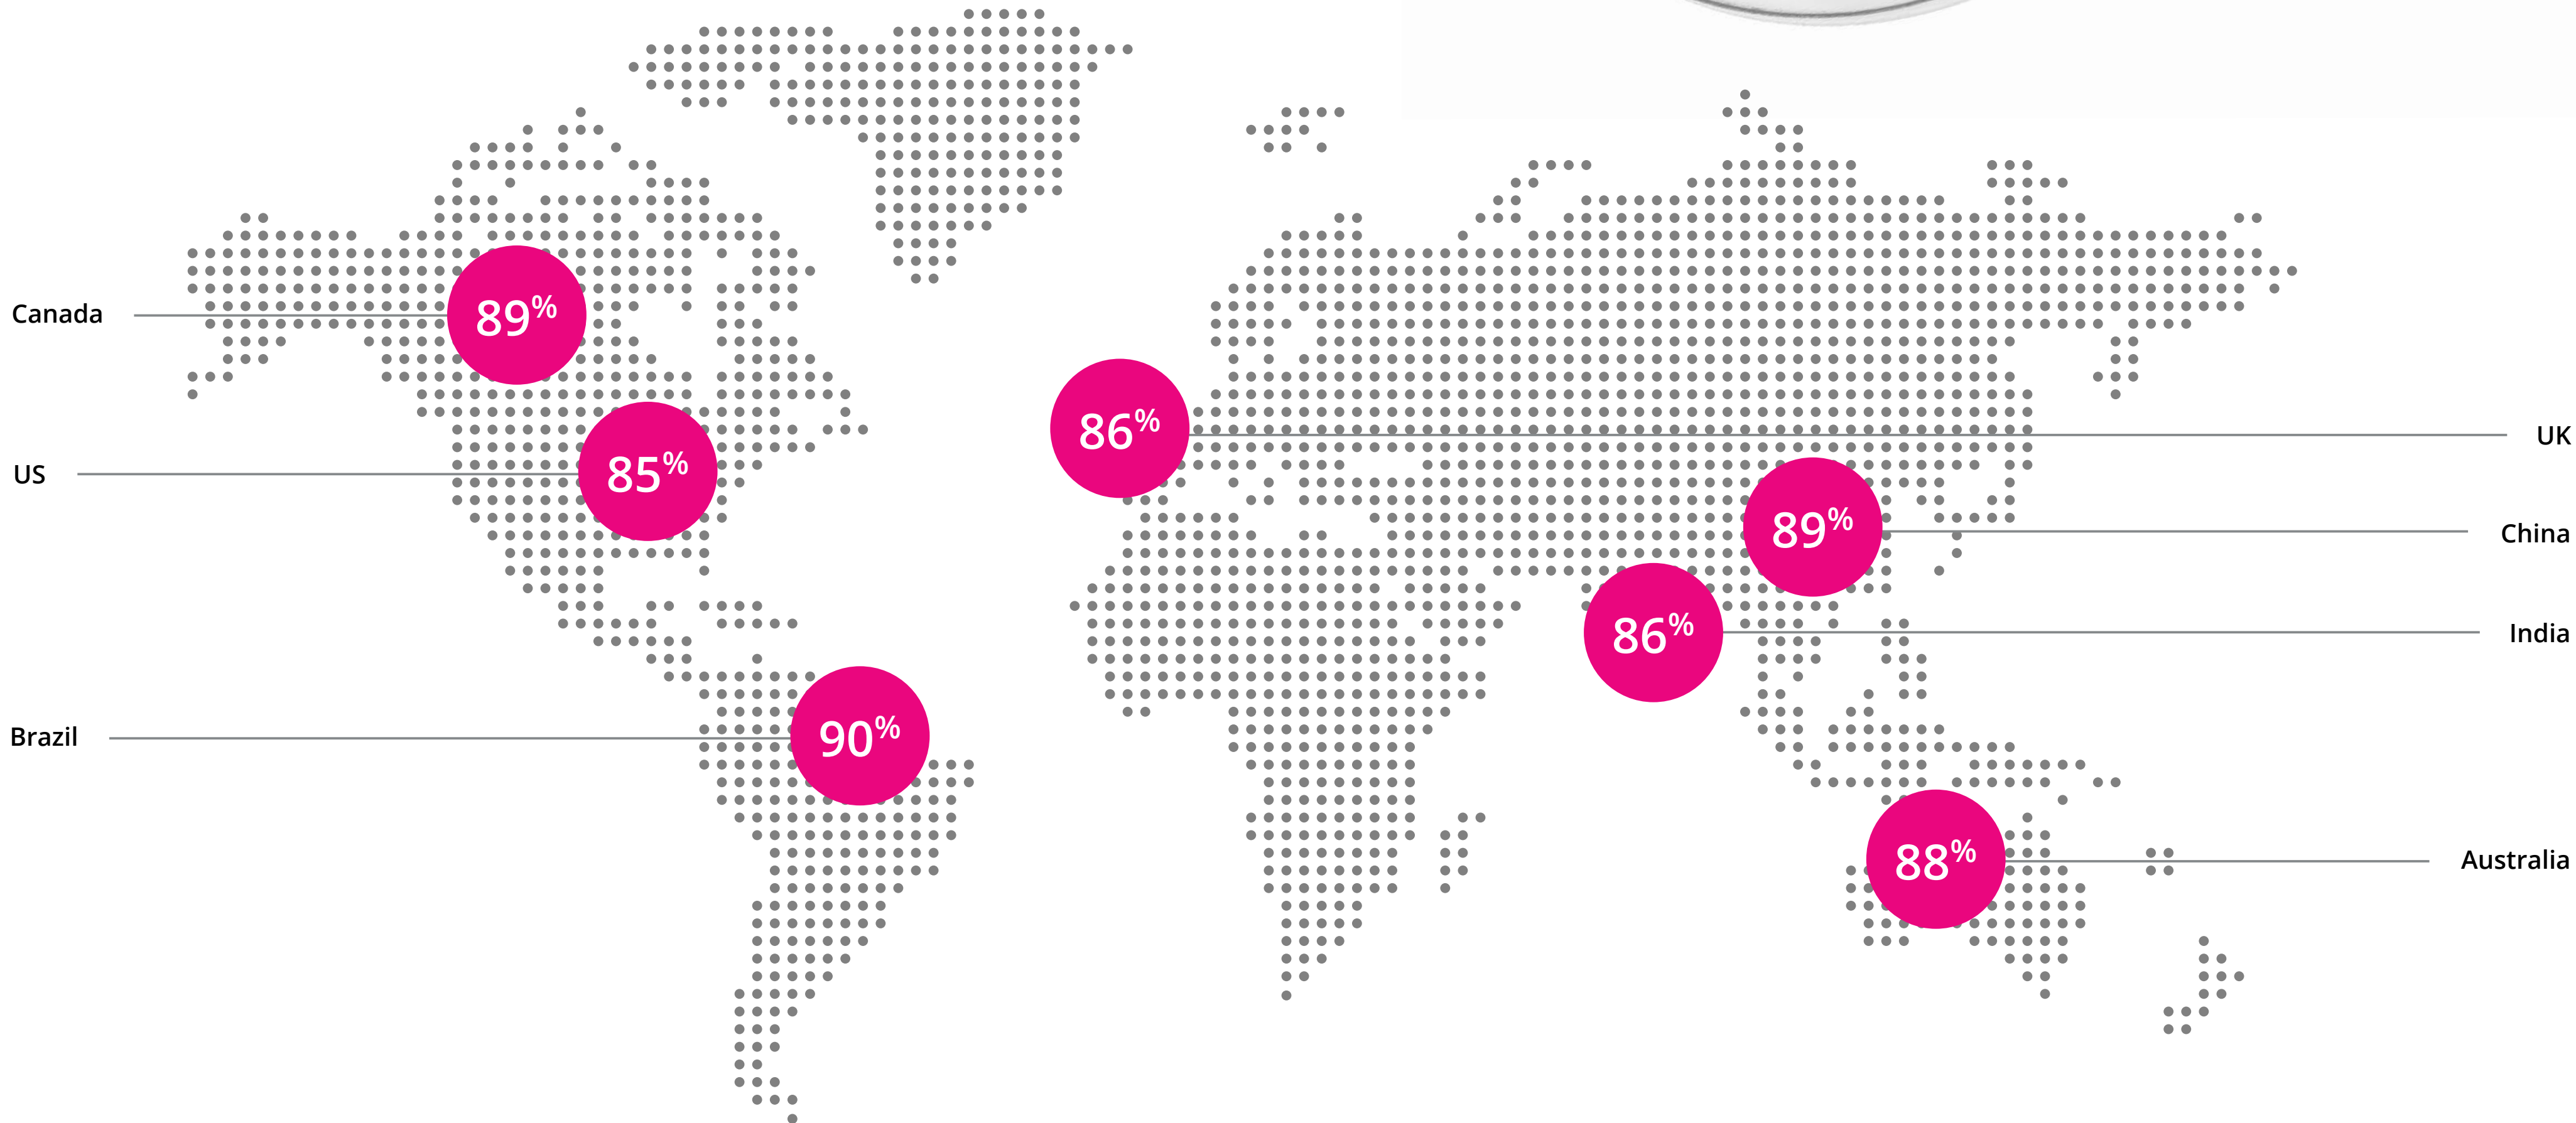 Canada
89%
US
85%
Brazil
90%
86%
UK
89%
China
86%
India
88%
Australia